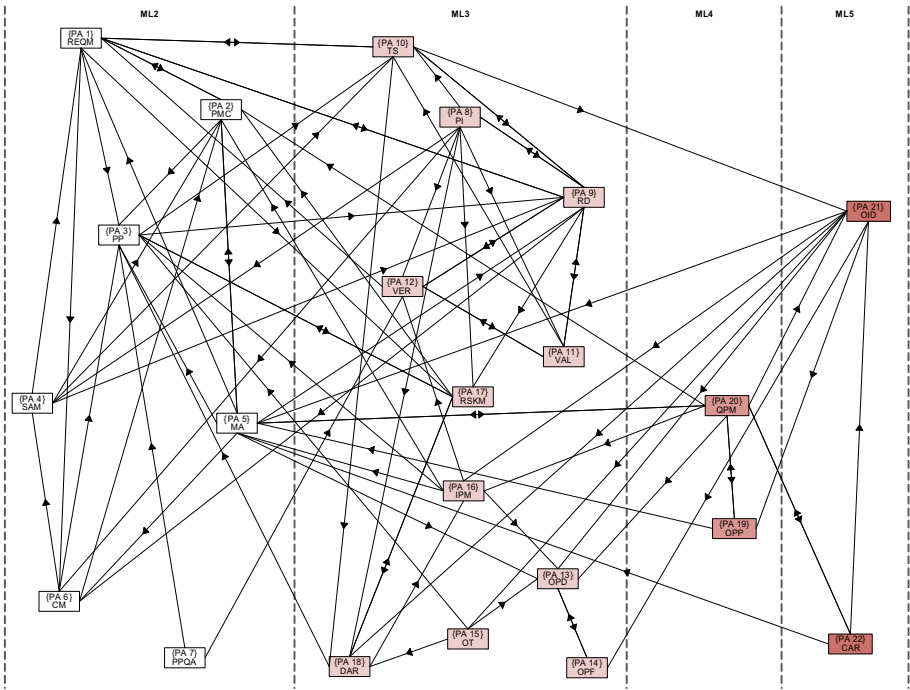 ML2
ML3
ML4
ML5
{PA 1}
REQM
{PA 10}
TS
{PA 2}
PMC
{PA 8}
PI
{PA 9}
RD
{PA 21}
OID
{PA 3}
PP
{PA 12}
VER
{PA 11}
VAL
{PA 4}
SAM
{PA 17}
RSKM
{PA 5}
MA
{PA 20}
QPM
{PA 16}
IPM
{PA 19}
OPP
{PA 13}
OPD
{PA 6}
CM
{PA 15}
OT
{PA 22}
CAR
{PA 7}
PPQA
{PA 18}
DAR
{PA 14}
OPF